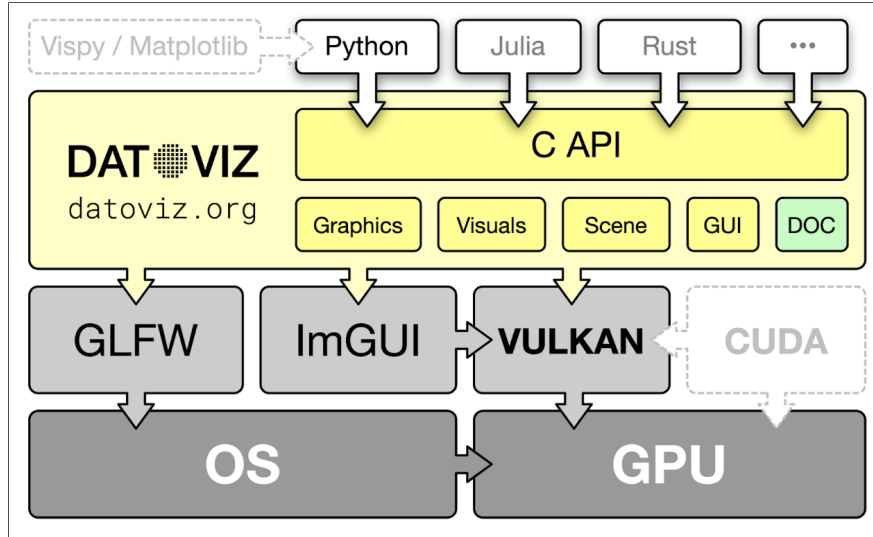 Vispy / Matplotlib
Python
Julia
Rust
•••
DATOVIZ
datoviz.org
C API
Graphics
Visuals
Scene
GUI
DOC
GLFW
ImGUI
VULKAN
CUDA
OS
GPU